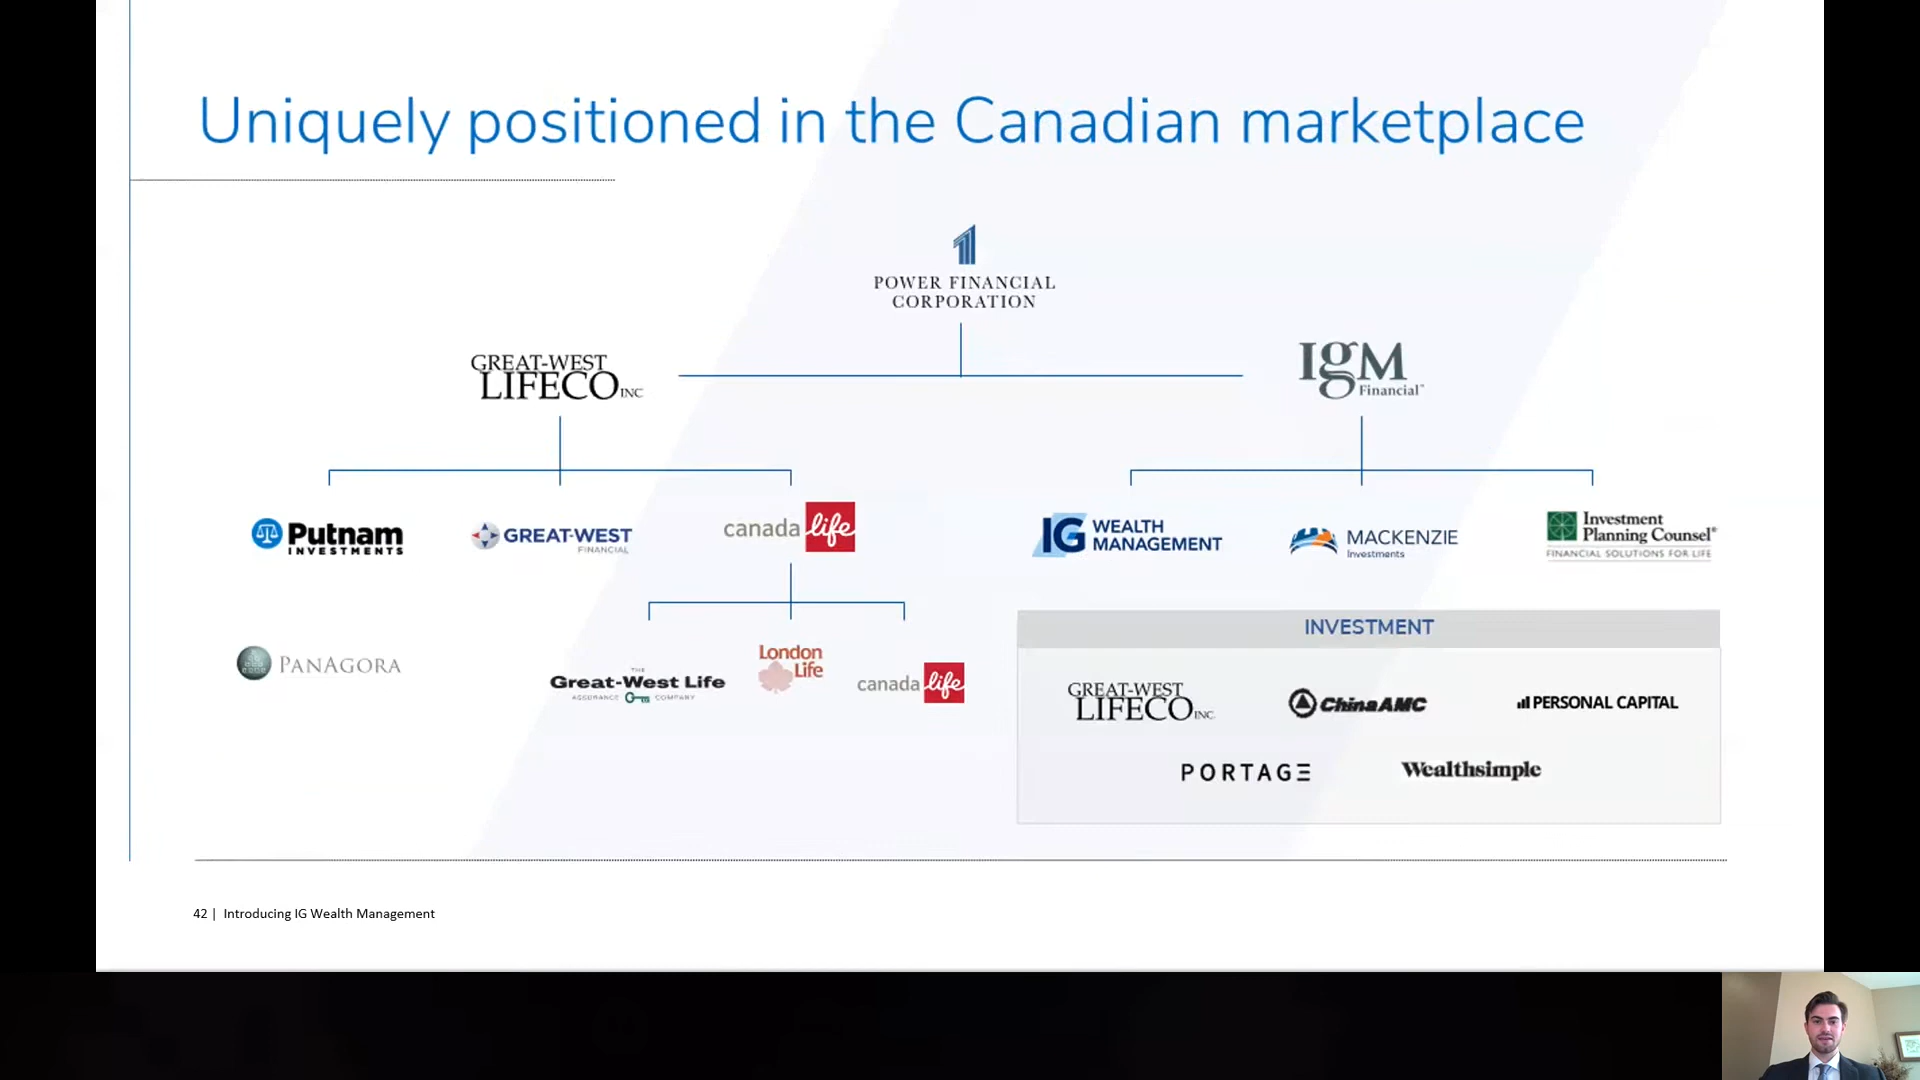 Uniquely positioned in the Canadian marketplace
POWER FINANCIAL
CORPORATION
GREAT-WEST
LIFECO INC
IGM
Financial™
Putnam
INVESTMENTS
GREAT-WEST
FINANCIAL
canada life
IG WEALTH
MANAGEMENT
MACKENZIE
Investments
Investment
Planning Counsel®
FINANCIAL SOLUTIONS FOR LIFE
PANAGORA
THE
Great-West Life
ASSURANCE COMPANY
London
Life
canada life
INVESTMENT
GREAT-WEST
LIFECO INC
ChinaAMC
PERSONAL CAPITAL
PORTAGE
Wealthsimple
42 | Introducing IG Wealth Management